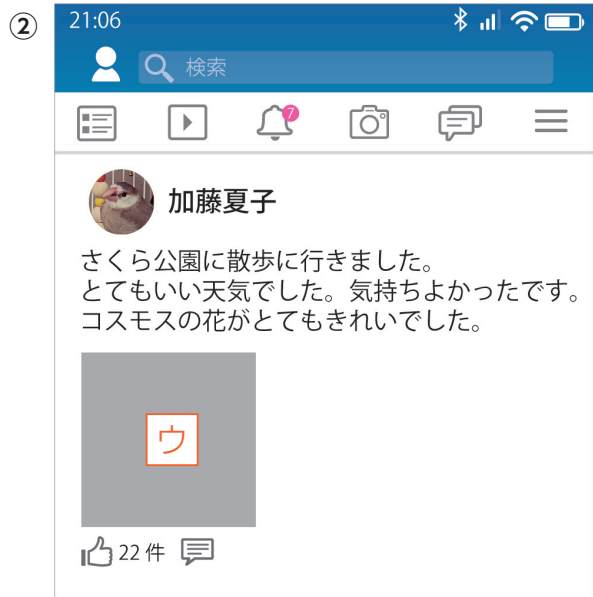 ②
21:06
検索
7
加藤夏子
さくら公園に散歩に行きました。
とてもいい天気でした。気持ちよかったです。
コスモスの花がとてもきれいでした。
ウ
22 件